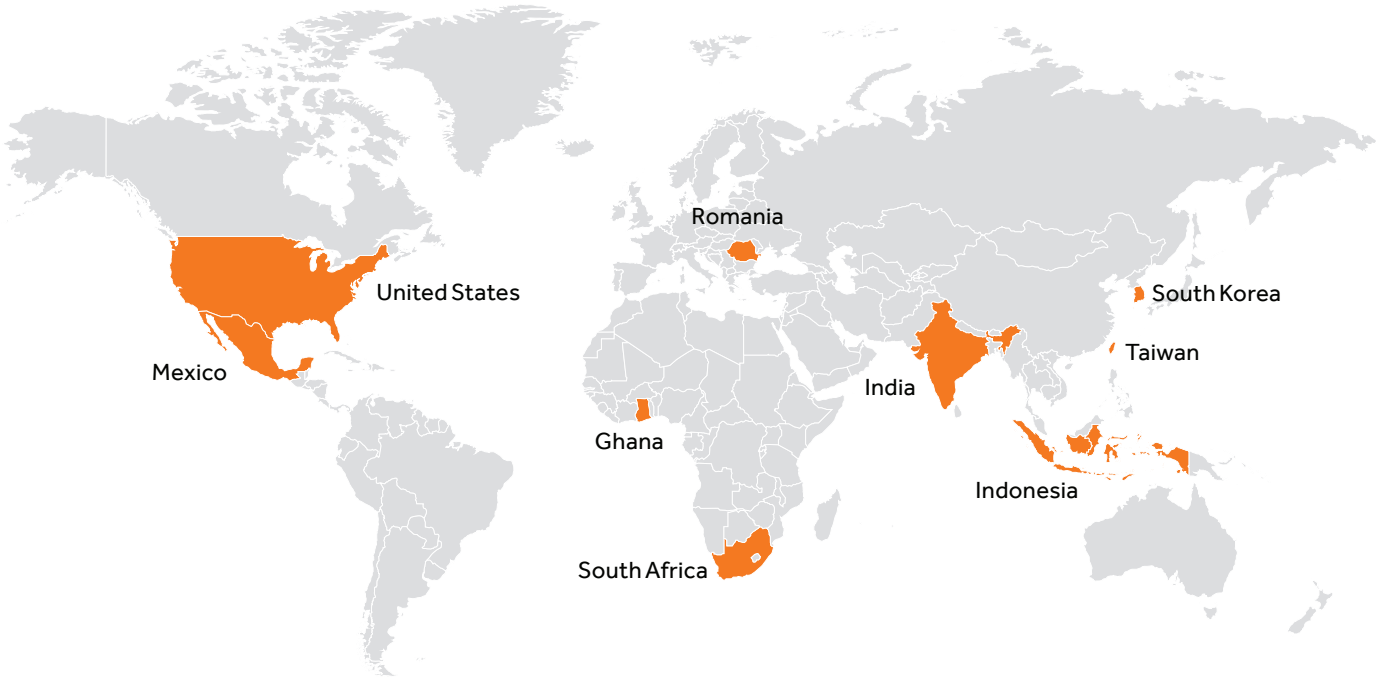 Romania
United States
South Korea
Taiwan
Mexico
India
Ghana
Indonesia
South Africa